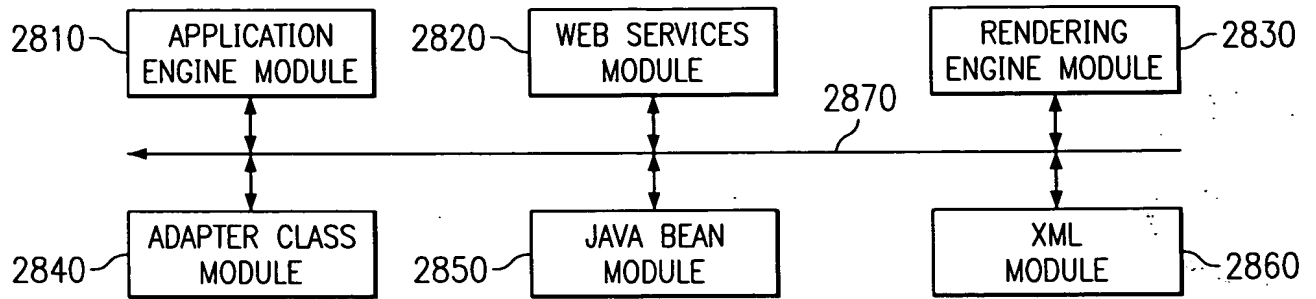 2810
APPLICATION
ENGINE MODULE
2820
WEB SERVICES
MODULE
RENDERING
ENGINE MODULE
2830
2870
2840
ADAPTER CLASS
MODULE
2850
JAVA BEAN
MODULE
XML
MODULE
2860